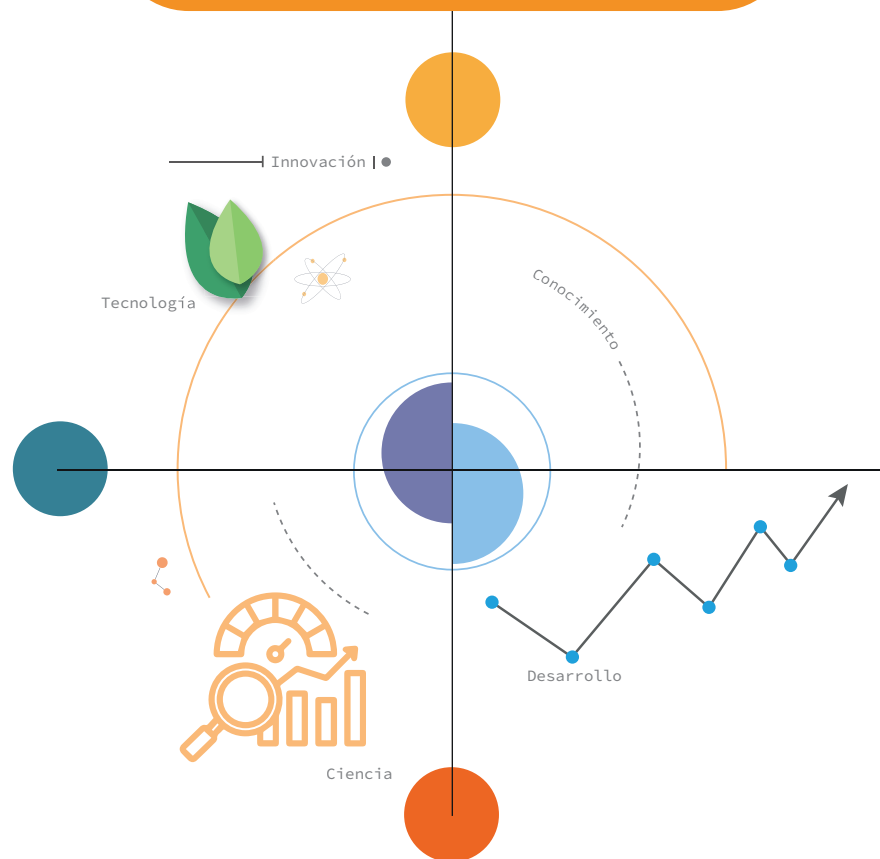 Innovación
Conocimiento
Tecnología
Desarrollo
Ciencia